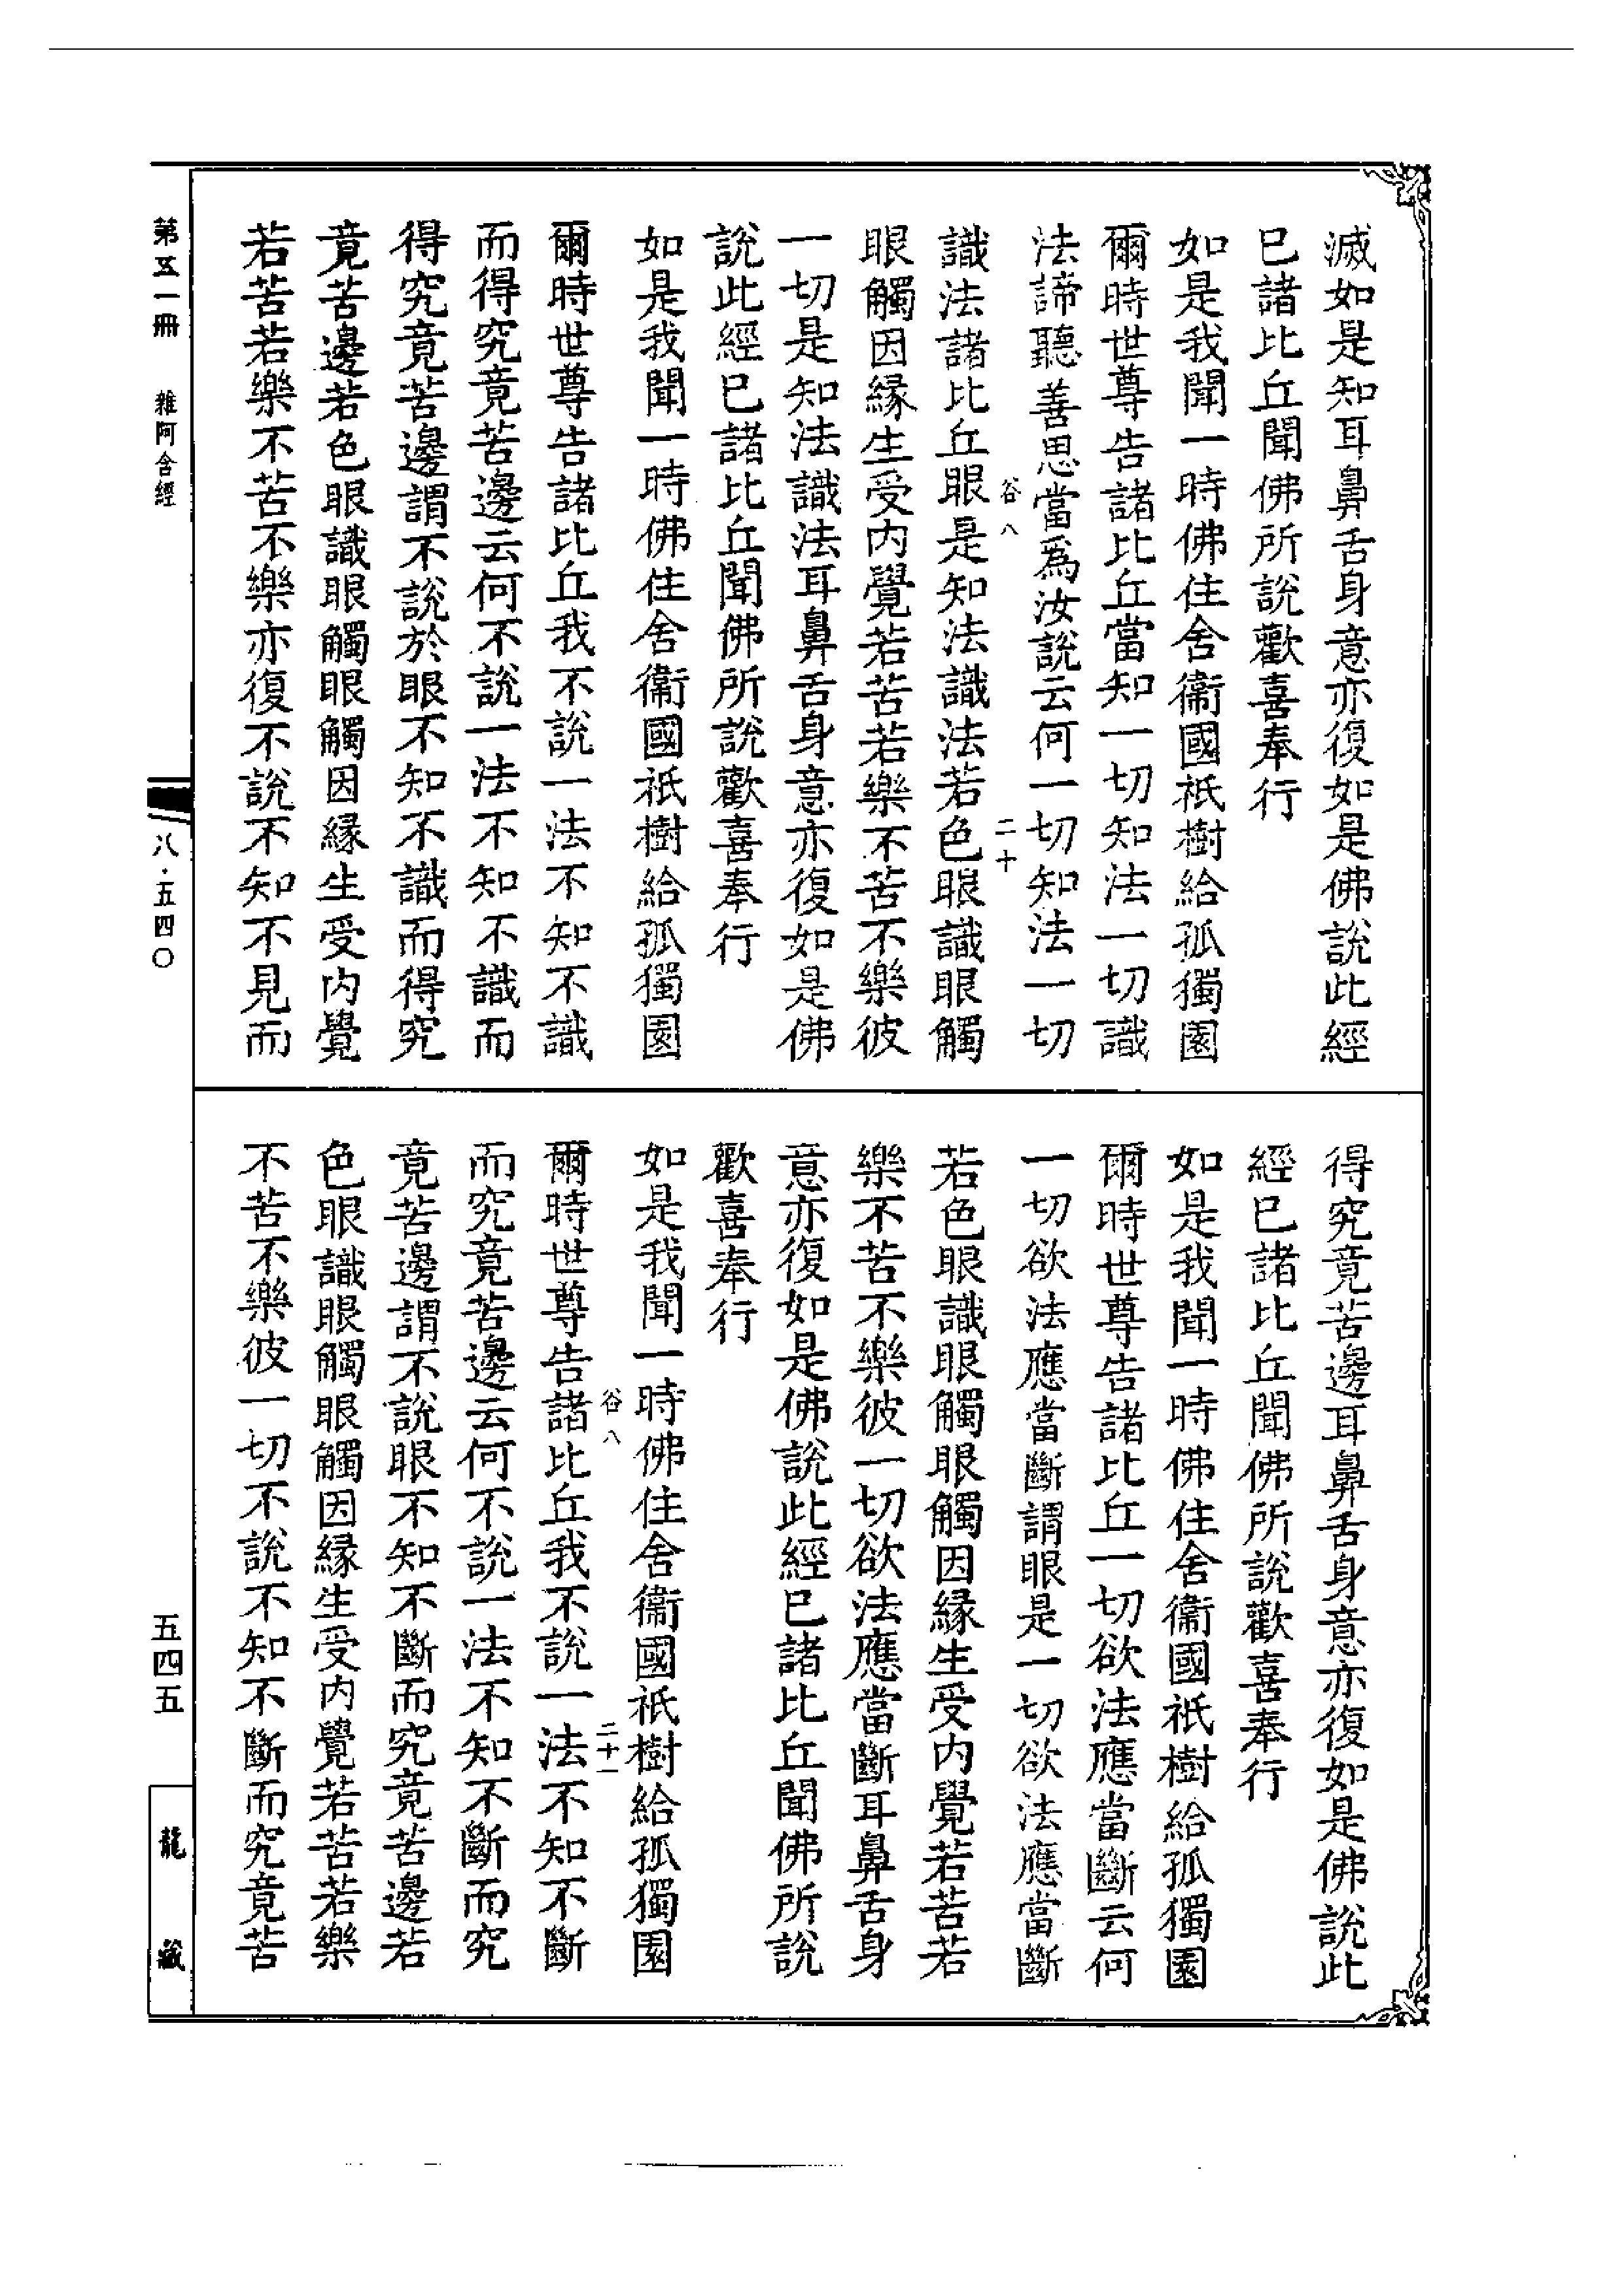 滅如是知耳鼻舌身意亦復如是佛說此經
已諸比丘聞佛所說歡喜奉行
如是我聞一時佛住舍衞國祇樹給孤獨園
爾時世尊告諸比丘當知一切知法一切識
法諦聽善思當爲汝說云何一切知法一切
谷八
二十
識法諸比丘眼是知法識法若色眼識眼觸
眼觸因緣生受內覺若苦若樂不苦不樂彼
一切是知法識法耳鼻舌身意亦復如是佛
說此經已諸比丘聞佛所說歡喜奉行
如是我聞一時佛住舍衞國祇樹給孤獨園
爾時世尊告諸比丘我不說一法不知不識
而得究竟苦邊云何不說一法不知不識而
得究竟苦邊謂不說於眼不知不識而得究
竟苦邊若色眼識眼觸眼觸因緣生受內覺
若苦若樂不苦不樂亦復不說不知不見而
得究竟苦邊耳鼻舌身意亦復如是佛說此
經已諸比丘聞佛所說歡喜奉行
如是我聞一時佛住舍衞國祇樹給孤獨園
爾時世尊告諸比丘一切欲法應當斷云何
一切欲法應當斷謂眼是一切欲法應當斷
若色眼識眼觸眼觸因緣生受內覺若苦若
樂不苦不樂彼一切欲法應當斷耳鼻舌身
意亦復如是佛說此經已諸比丘聞佛所說
歡喜奉行
如是我聞一時佛住舍衞國祇樹給孤獨園
谷八
二十一
爾時世尊告諸比丘我不說一法不知不斷
而究竟苦邊云何不說一法不知不斷而究
竟苦邊謂不說眼不知不斷而究竟苦邊若
色眼識眼觸眼觸因緣生受內覺若苦若樂
不苦不樂彼一切不說不知不斷而究竟苦
第五一冊 雜阿含經
八·五四〇
五四五
龍藏